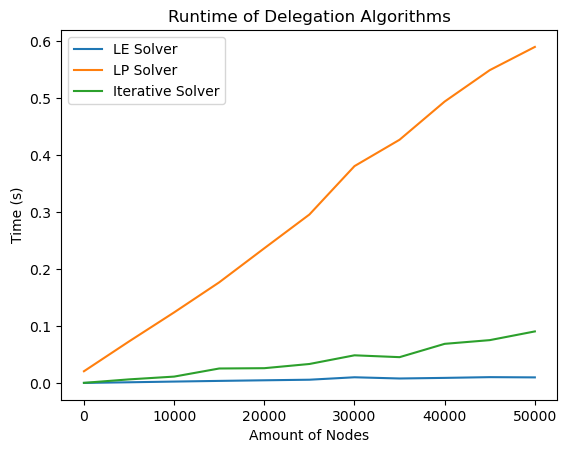 Runtime of Delegation Algorithms
LE Solver
LP Solver
Iterative Solver
Time (s)
0.6
0.5
0.4
0.3
0.2
0.1
0.0
0 10000 20000 30000 40000 50000
Amount of Nodes